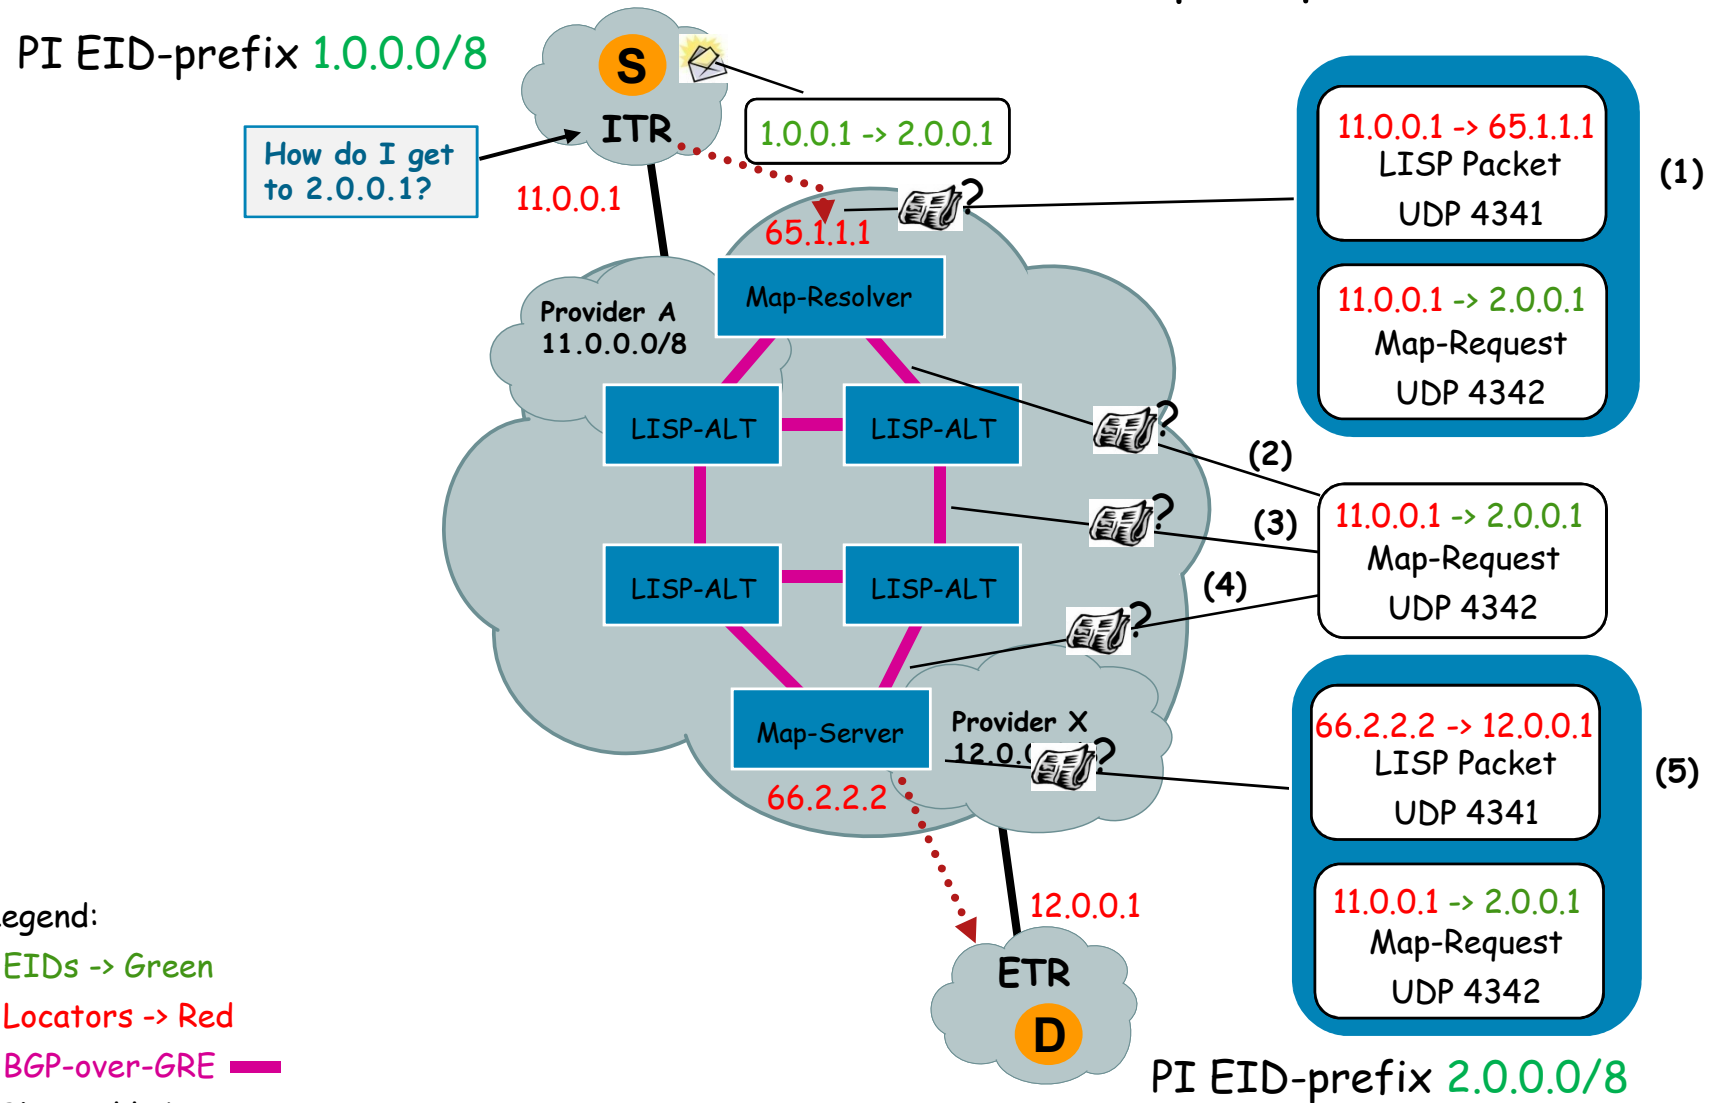 PI EID-prefix 1.0.0.0/8
S
ITR
1.0.0.1 -> 2.0.0.1
How do I get
to 2.0.0.1?
11.0.0.1
65.1.1.1
?
Map-Resolver
Provider A
11.0.0.0/8
LISP-ALT
LISP-ALT
LISP-ALT
LISP-ALT
Map-Server
Provider X
12.0.
66.2.2.2
12.0.0.1
ETR
D
PI EID-prefix 2.0.0.0/8
11.0.0.1 -> 65.1.1.1
LISP Packet
UDP 4341
(1)
11.0.0.1 -> 2.0.0.1
Map-Request
UDP 4342
?
(2)
?
(3)
?
(4)
11.0.0.1 -> 2.0.0.1
Map-Request
UDP 4342
?
66.2.2.2 -> 12.0.0.1
LISP Packet
UDP 4341
(5)
11.0.0.1 -> 2.0.0.1
Map-Request
UDP 4342
egend:
EIDs -> Green
Locators -> Red
BGP-over-GRE